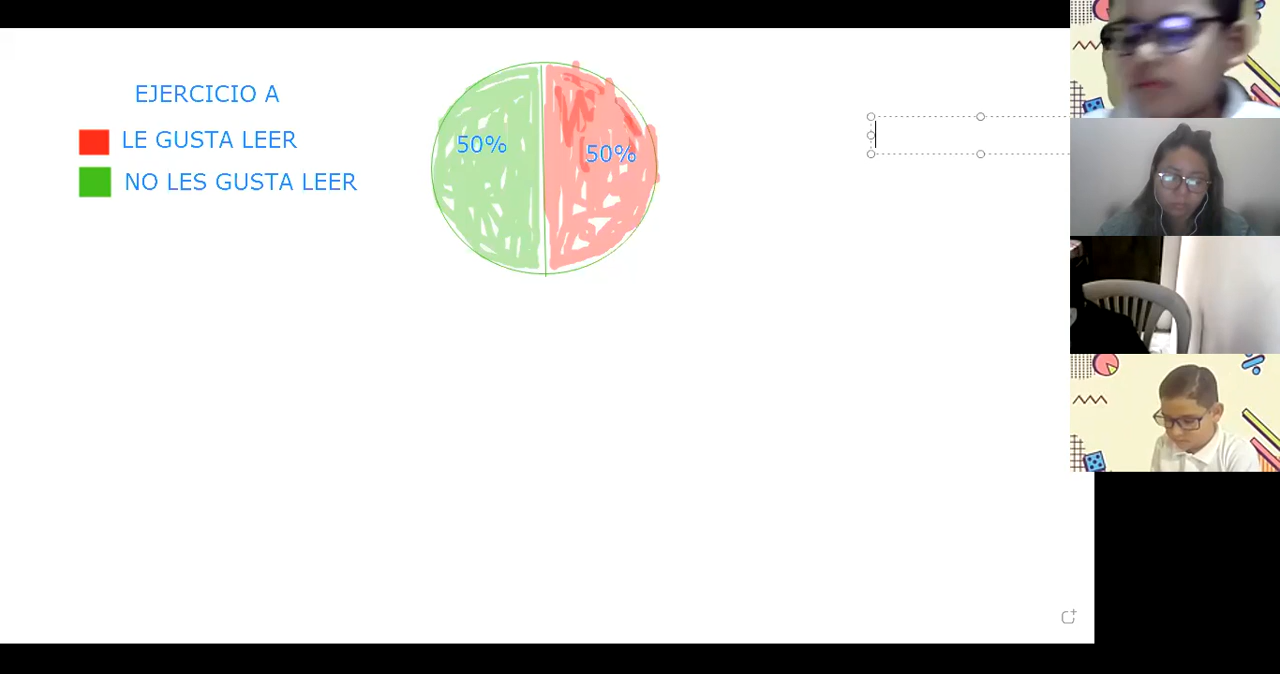 EJERCICIO A
LE GUSTA LEER
NO LES GUSTA LEER
50%
50%